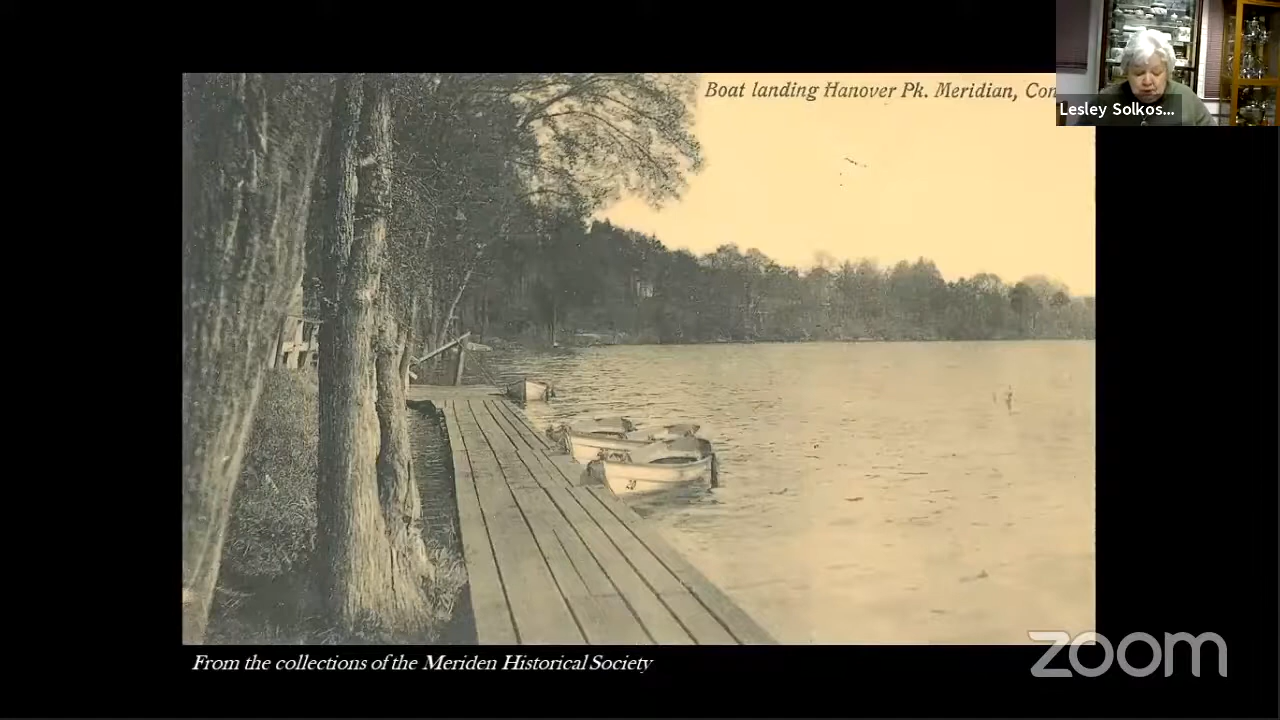 Boat landing Hanover Pk. Meridian, Con
Lesley Solkos...
From the collections of the Meriden Historical Society
zoom